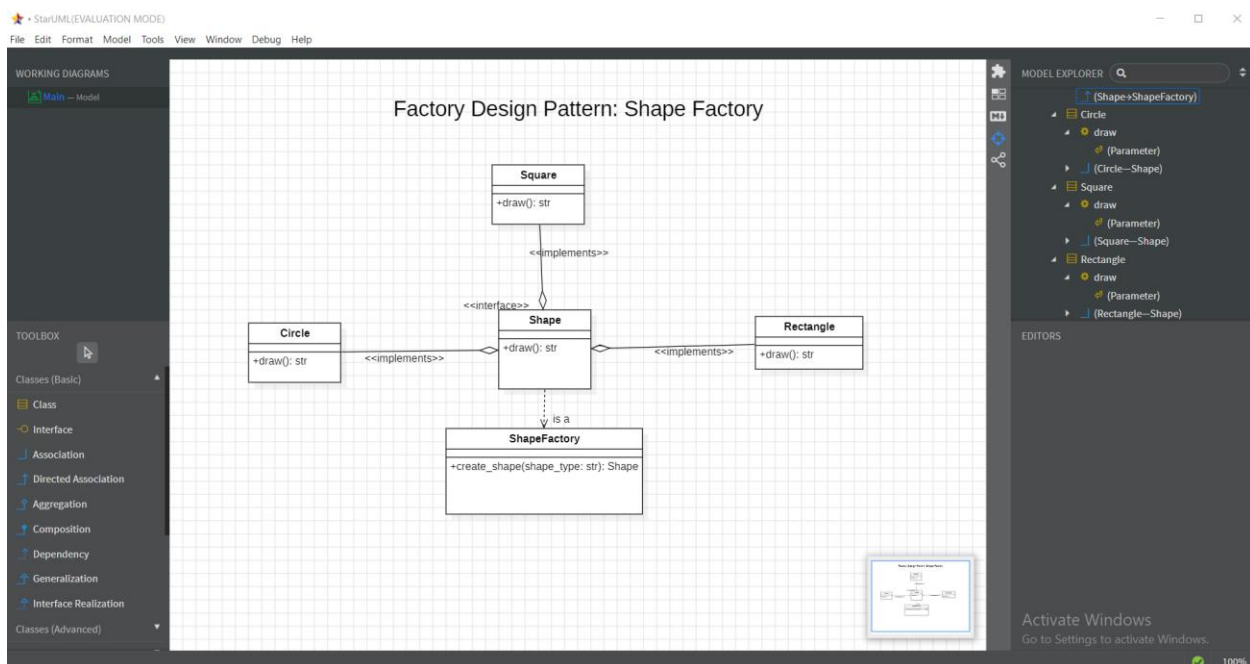 • StarUML(EVALUATION MODE)
File Edit Format Model Tools View Window Debug Help
WORKING DIAGRAMS
Main — Model
TOOLBOX
Classes (Basic)
Class
Interface
Association
Directed Association
Aggregation
Composition
Dependency
Generalization
Interface Realization
Classes (Advanced)
Factory Design Pattern: Shape Factory
Square
+draw(): str
<<implements>>
<<interface>>
Shape
+draw(): str
Circle
+draw(): str
<<implements>>
Rectangle
+draw(): str
<<implements>>
is a
ShapeFactory
+create_shape(shape_type: str): Shape
MODEL EXPLORER
(Shape→ShapeFactory)
Circle
draw
(Parameter)
(Circle—Shape)
Square
draw
(Parameter)
(Square—Shape)
Rectangle
draw
(Parameter)
(Rectangle—Shape)
EDITORS
Activate Windows
Go to Settings to activate Windows.
100%